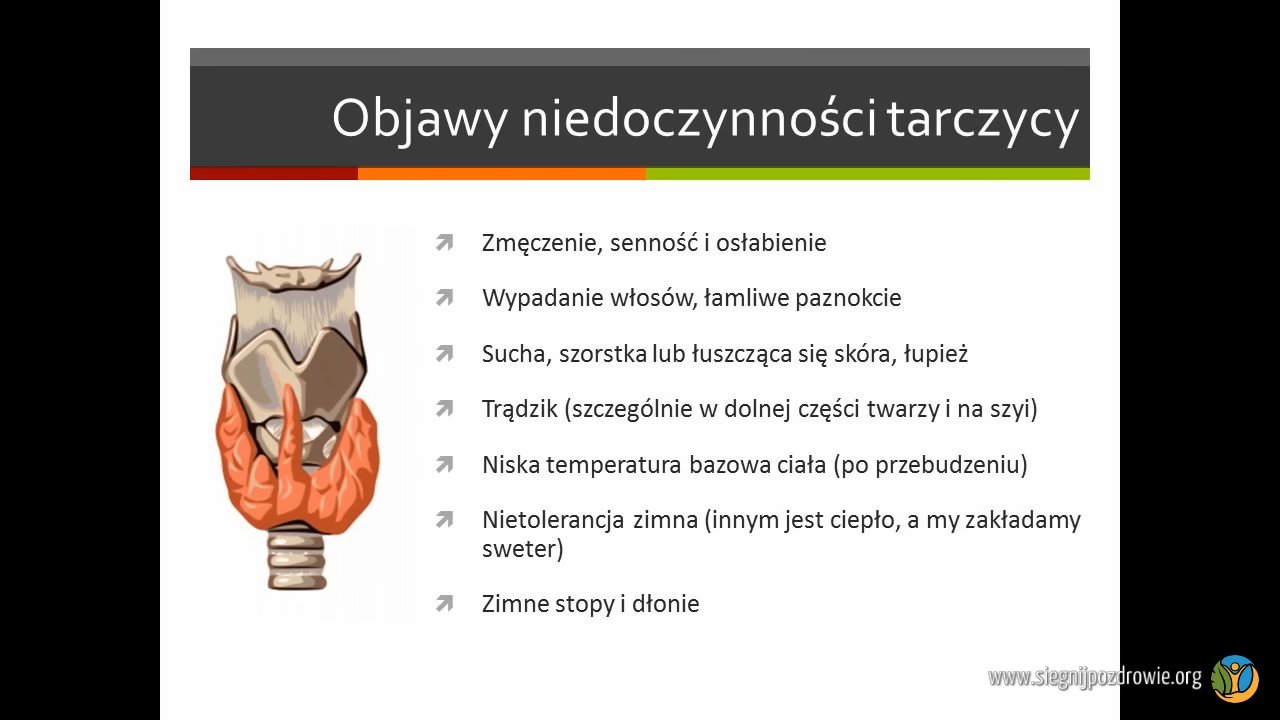 Objawy niedoczynności tarczycy
Zmęczenie, senność i osłabienie
Wypadanie włosów, łamliwe paznokcie
Sucha, szorstka lub łuszcząca się skóra, łupież
Trądzik (szczególnie w dolnej części twarzy i na szyi)
Niska temperatura bazowa ciała (po przebudzeniu)
Nietolerancja zimna (innym jest ciepło, a my zakładamy
sweter)
Zimne stopy i dłonie
www.siegnijpozdrowie.org